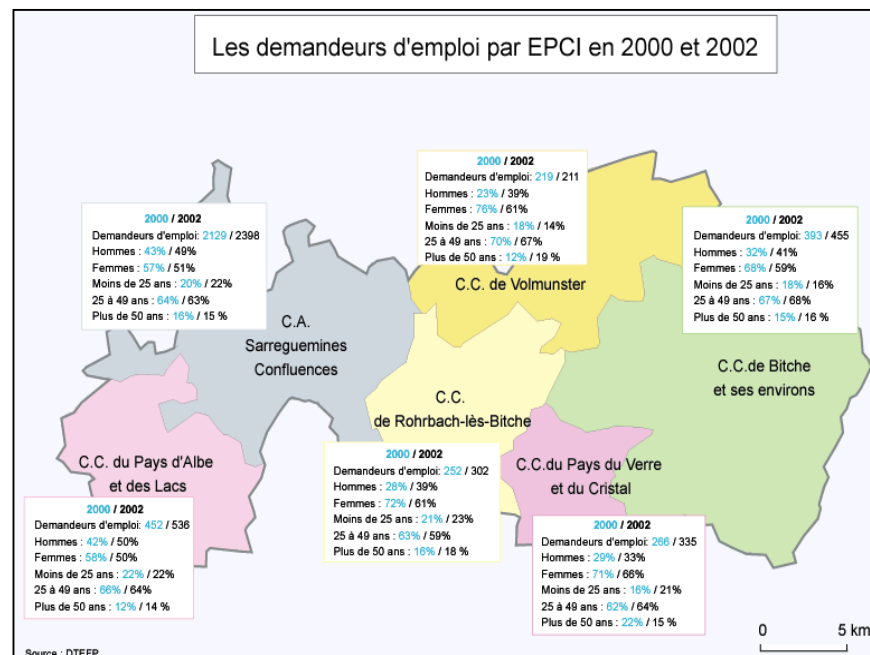 Les demandeurs d'emploi par EPCI en 2000 et 2002
2000 / 2002
Demandeurs d'emploi: 219 / 211
Hommes : 23% / 39%
Femmes : 76% / 61%
Moins de 25 ans : 18% / 14%
25 à 49 ans : 70% / 67%
Plus de 50 ans : 12% / 19 %
C.C. de Volmunster
2000 / 2002
Demandeurs d'emploi: 2129 / 2398
Hommes : 43% / 49%
Femmes : 57% / 51%
Moins de 25 ans : 20% / 22%
25 à 49 ans : 64% / 63%
Plus de 50 ans : 16% / 15 %
C.A.
Sarreguemines
Confluences
2000 / 2002
Demandeurs d'emploi : 393 / 455
Hommes : 32% / 41%
Femmes : 68% / 59%
Moins de 25 ans : 18% / 16%
25 à 49 ans : 67% / 68%
Plus de 50 ans : 15% / 16 %
C.C.de Bitche
et ses environs
C.C.
de Rohrbach-lès-Bitche
2000 / 2002
Demandeurs d'emploi: 252 / 302
Hommes : 28% / 39%
Femmes : 72% / 61%
Moins de 25 ans : 21% / 23%
25 à 49 ans : 63% / 59%
Plus de 50 ans : 16% / 18 %
C.C. du Pays d'Albe
et des Lacs
2000 / 2002
Demandeurs d'emploi: 452 / 536
Hommes : 42% / 50%
Femmes : 58% / 50%
Moins de 25 ans : 22% / 22%
25 à 49 ans : 66% / 64%
Plus de 50 ans : 12% / 14 %
C.C.du Pays du Verre
et du Cristal
2000 / 2002
Demandeurs d'emploi : 266 / 335
Hommes : 29% / 33%
Femmes : 71% / 66%
Moins de 25 ans : 16% / 21%
25 à 49 ans : 62% / 64%
Plus de 50 ans : 22% / 15 %
0 5 km
Source : DTEFP